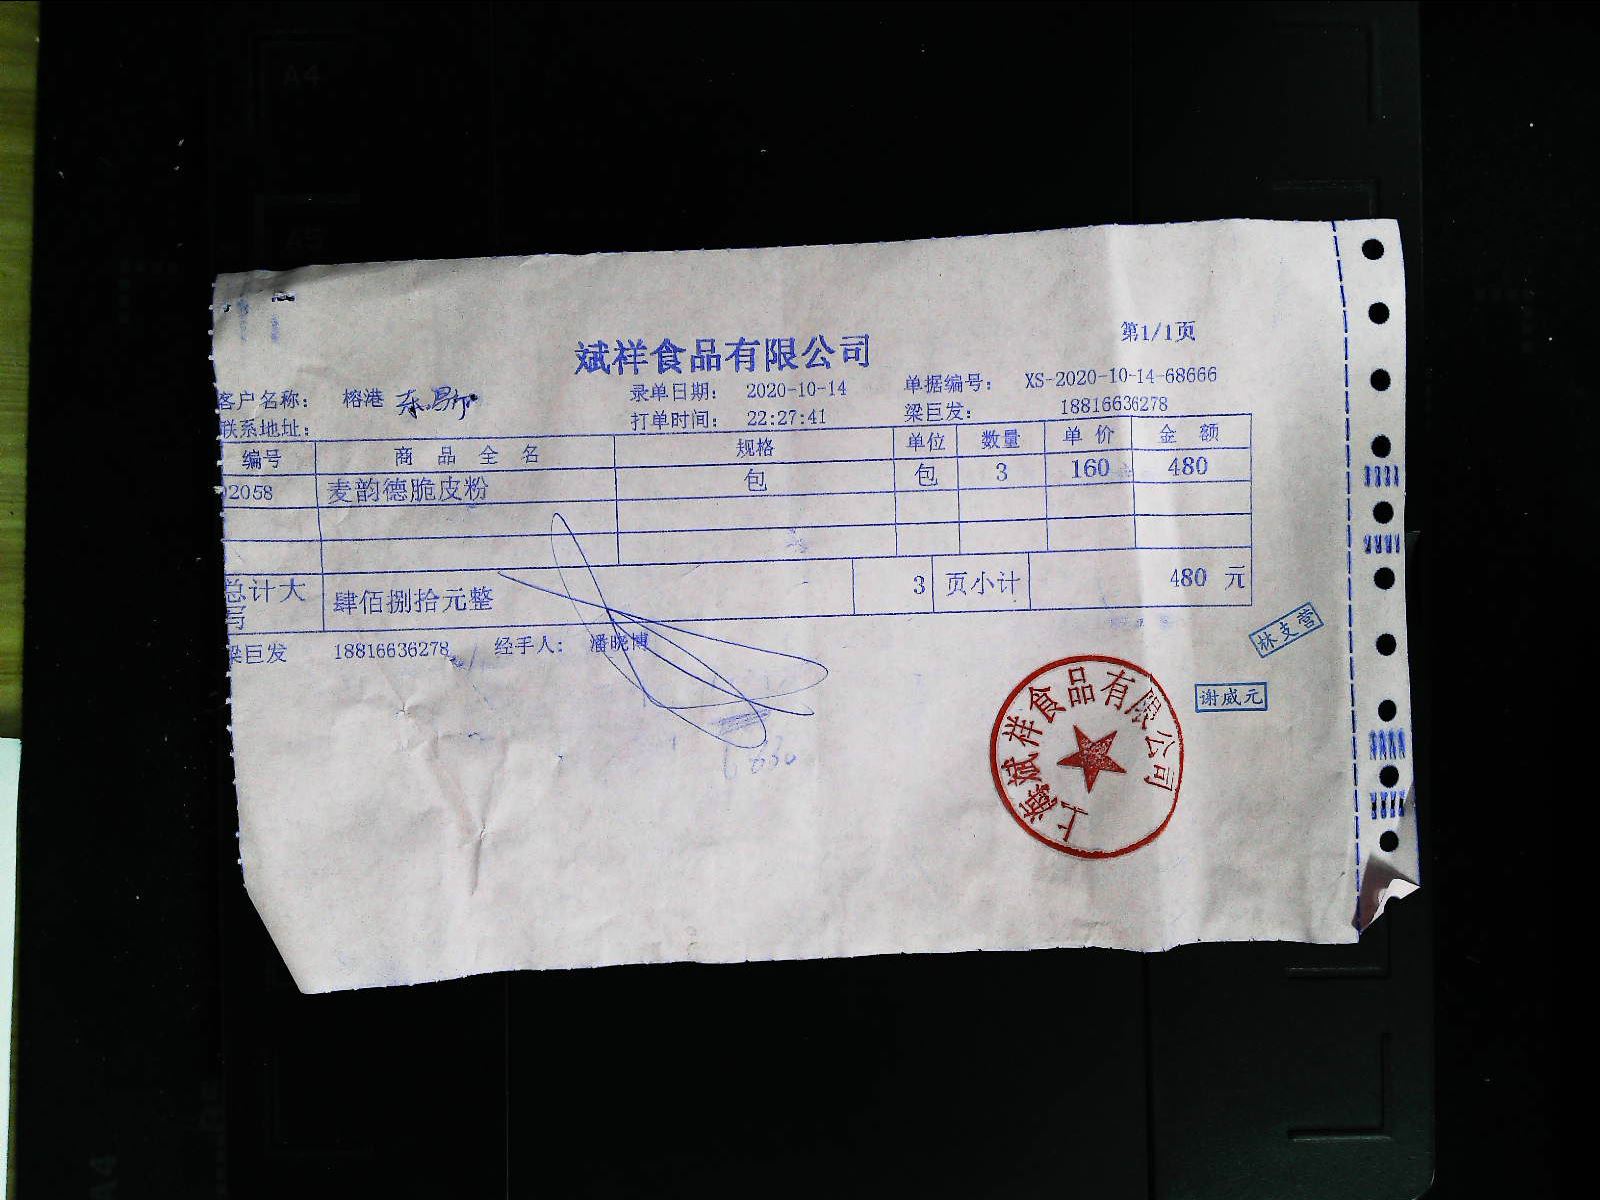 A4
A5
第1/1页
斌祥食品有限公司
客户名称： 榕港 录单日期： 2020-10-14 单据编号： XS-2020-10-14-68666
联系地址： 打单时间： 22:27:41 梁巨发： 18816636278
编号 商品全名 规格 单位 数量 单价 金额
02058 麦韵德脆皮粉 包 包 3 160 480
总计大写 肆佰捌拾元整 3 页小计 480 元
梁巨发 18816636278 经手人： 潘晓博
林支营
谢威元
上海斌祥食品有限公司
A4